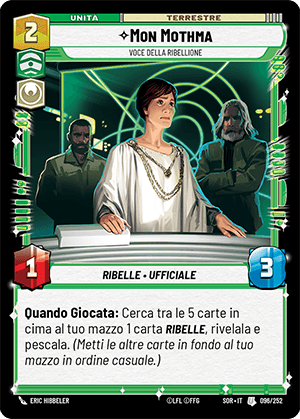 UNITÀ
TERRESTRE
2
✧MON MOTHMA
VOCE DELLA RIBELLIONE
1
3
RIBELLE • UFFICIALE
Quando Giocata: Cerca tra le 5 carte in
cima al tuo mazzo 1 carta RIBELLE, rivelala e
pescala. (Metti le altre carte in fondo al tuo
mazzo in ordine casuale.)
ERIC HIBBELER
©LFL ©FFG
SOR • IT
U
096/252